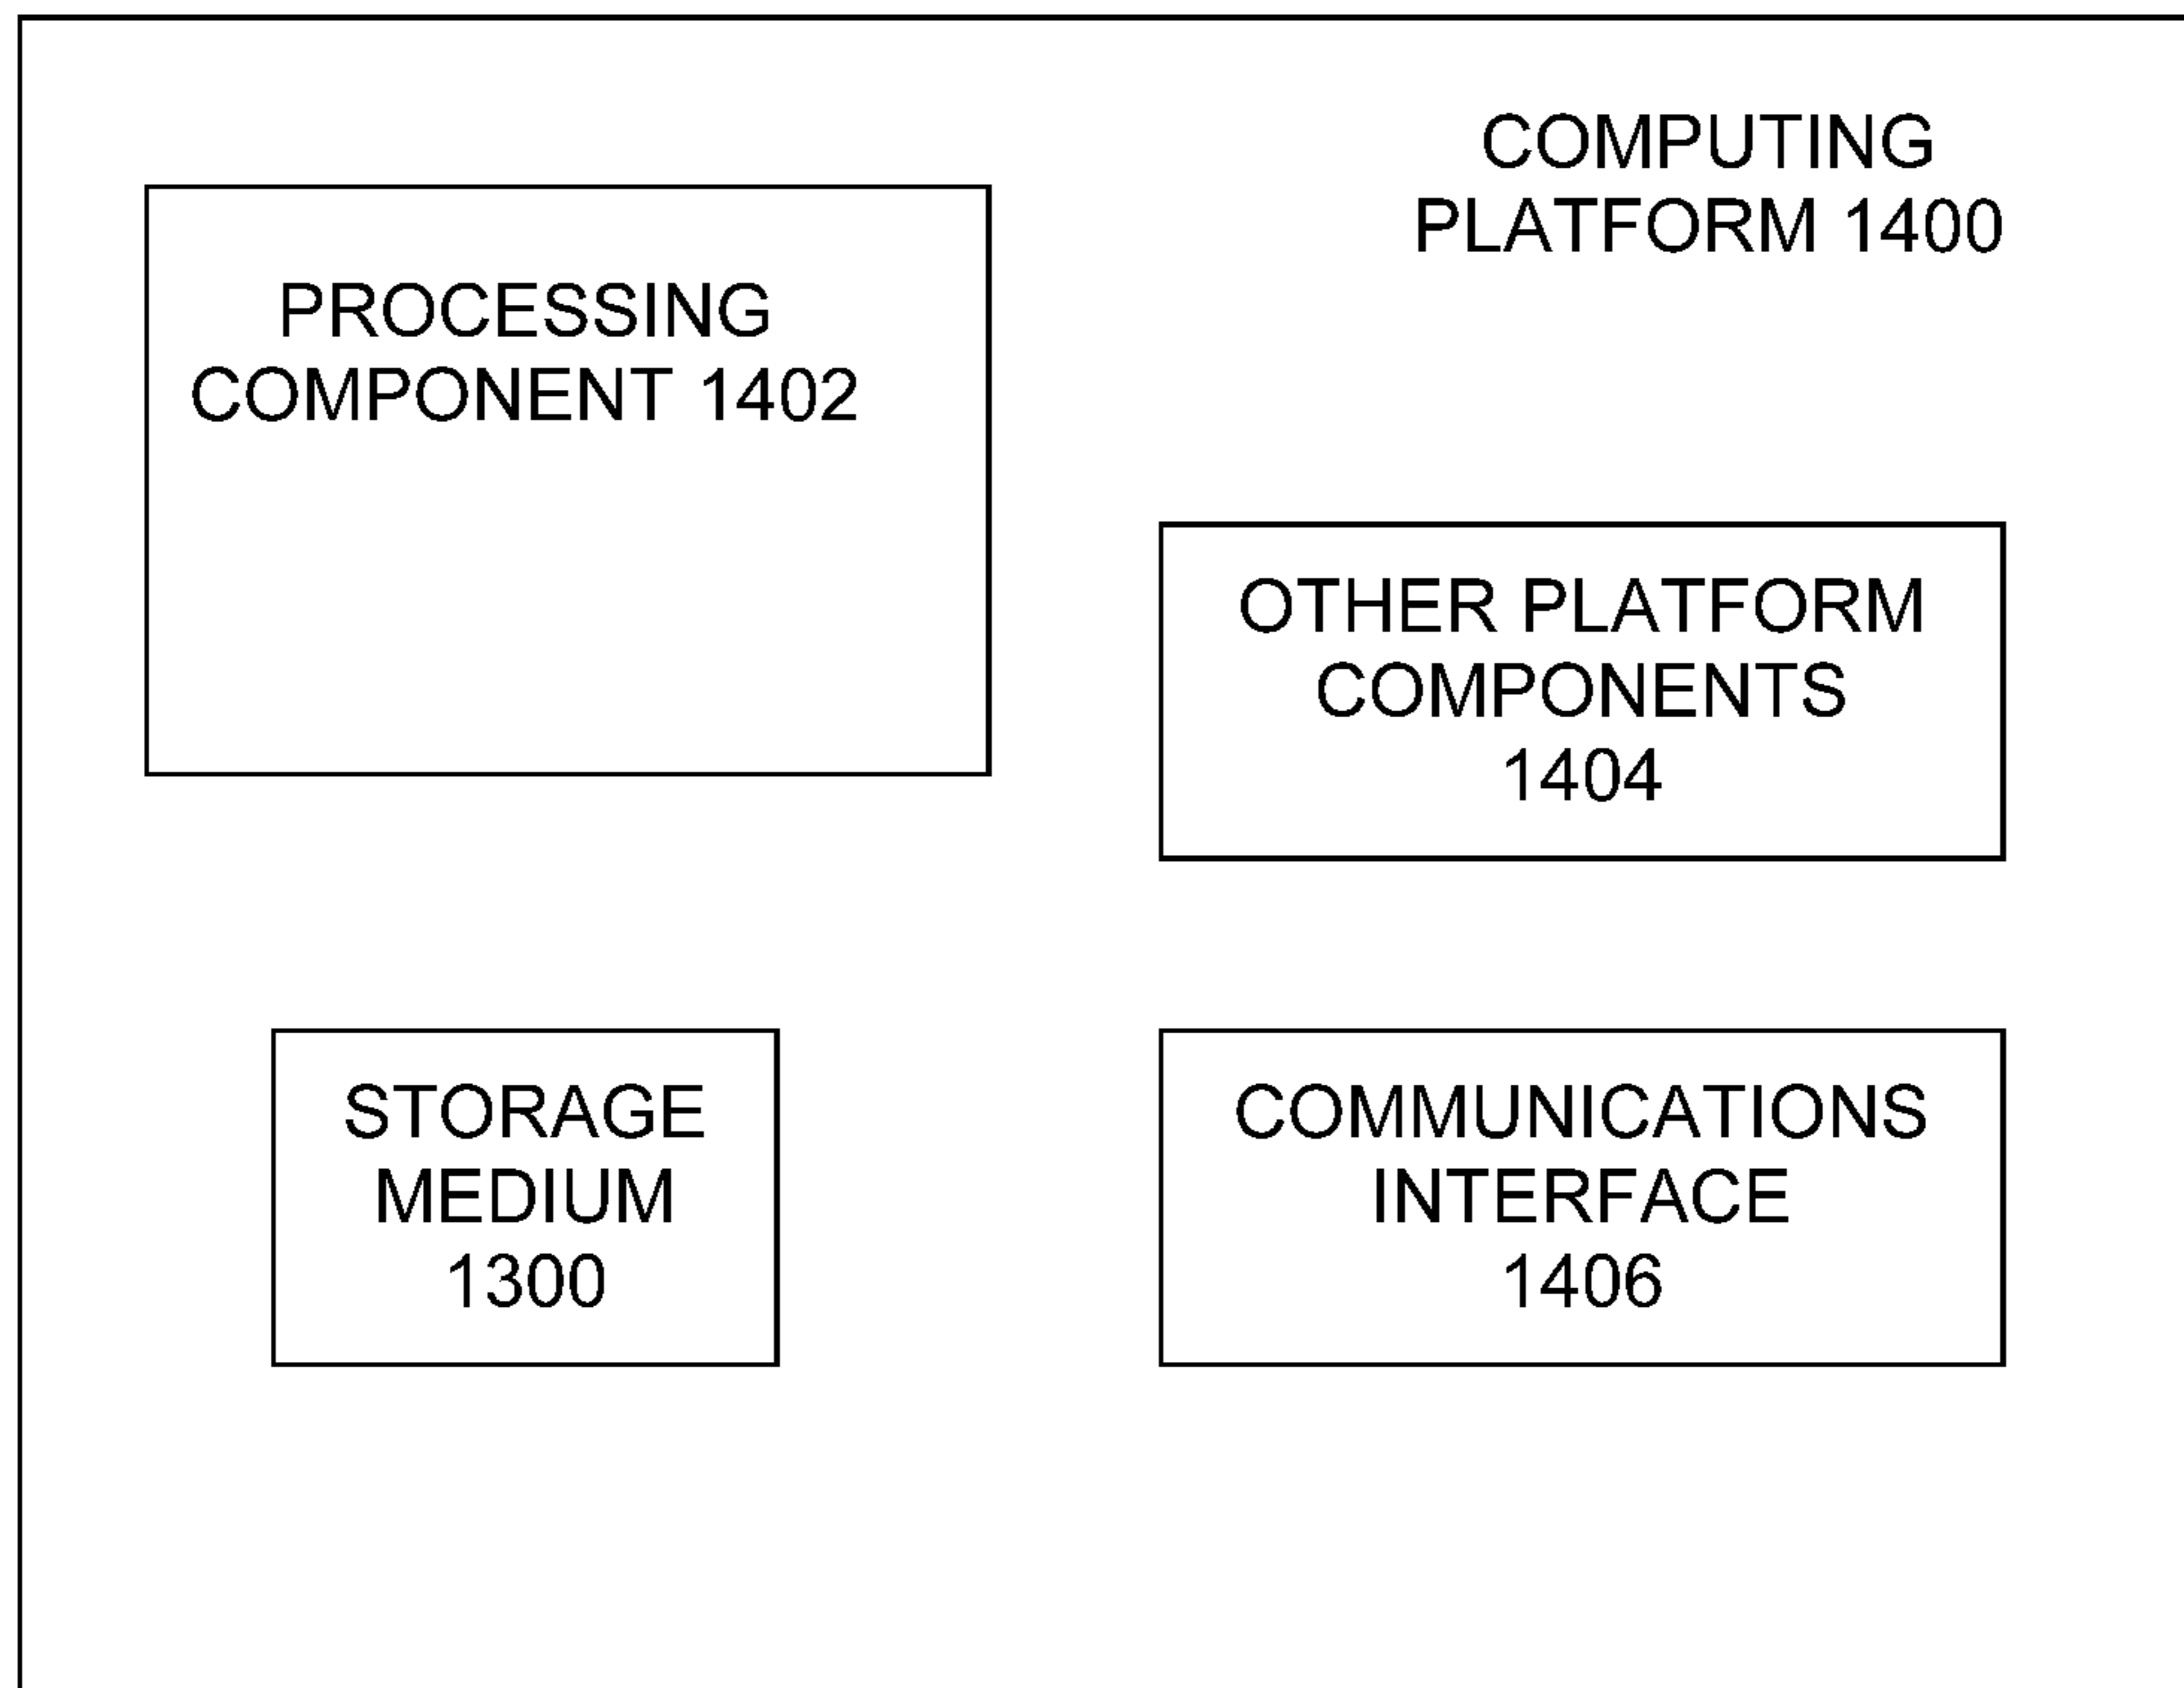 COMPUTING
PLATFORM 1400
PROCESSING
COMPONENT 1402
OTHER PLATFORM
COMPONENTS
1404
STORAGE
MEDIUM
1300
COMMUNICATIONS
INTERFACE
1406